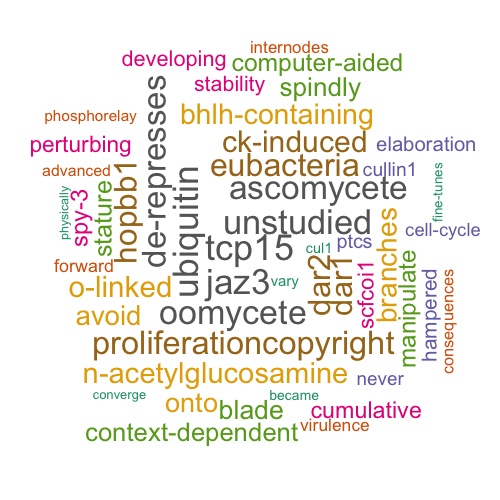 internodes
developing
computer-aided
stability
spindly
phosphorelay
bhlh-containing
perturbing
ck-induced
elaboration
advanced
hopbb1
de-represses
eubacteria
cullin1
physically
spy-3
stature
ubiquitin
ascomycete
fine-tunes
unstudied
branches
cell-cycle
tcp15
cul1
ptcs
forward
jaz3
vary
dar2
dar1
scfcoi1
manipulate
hampered
consequences
o-linked
avoid
oomycete
proliferationcopyright
n-acetylglucosamine
never
converge
onto
became
blade
cumulative
context-dependent
virulence